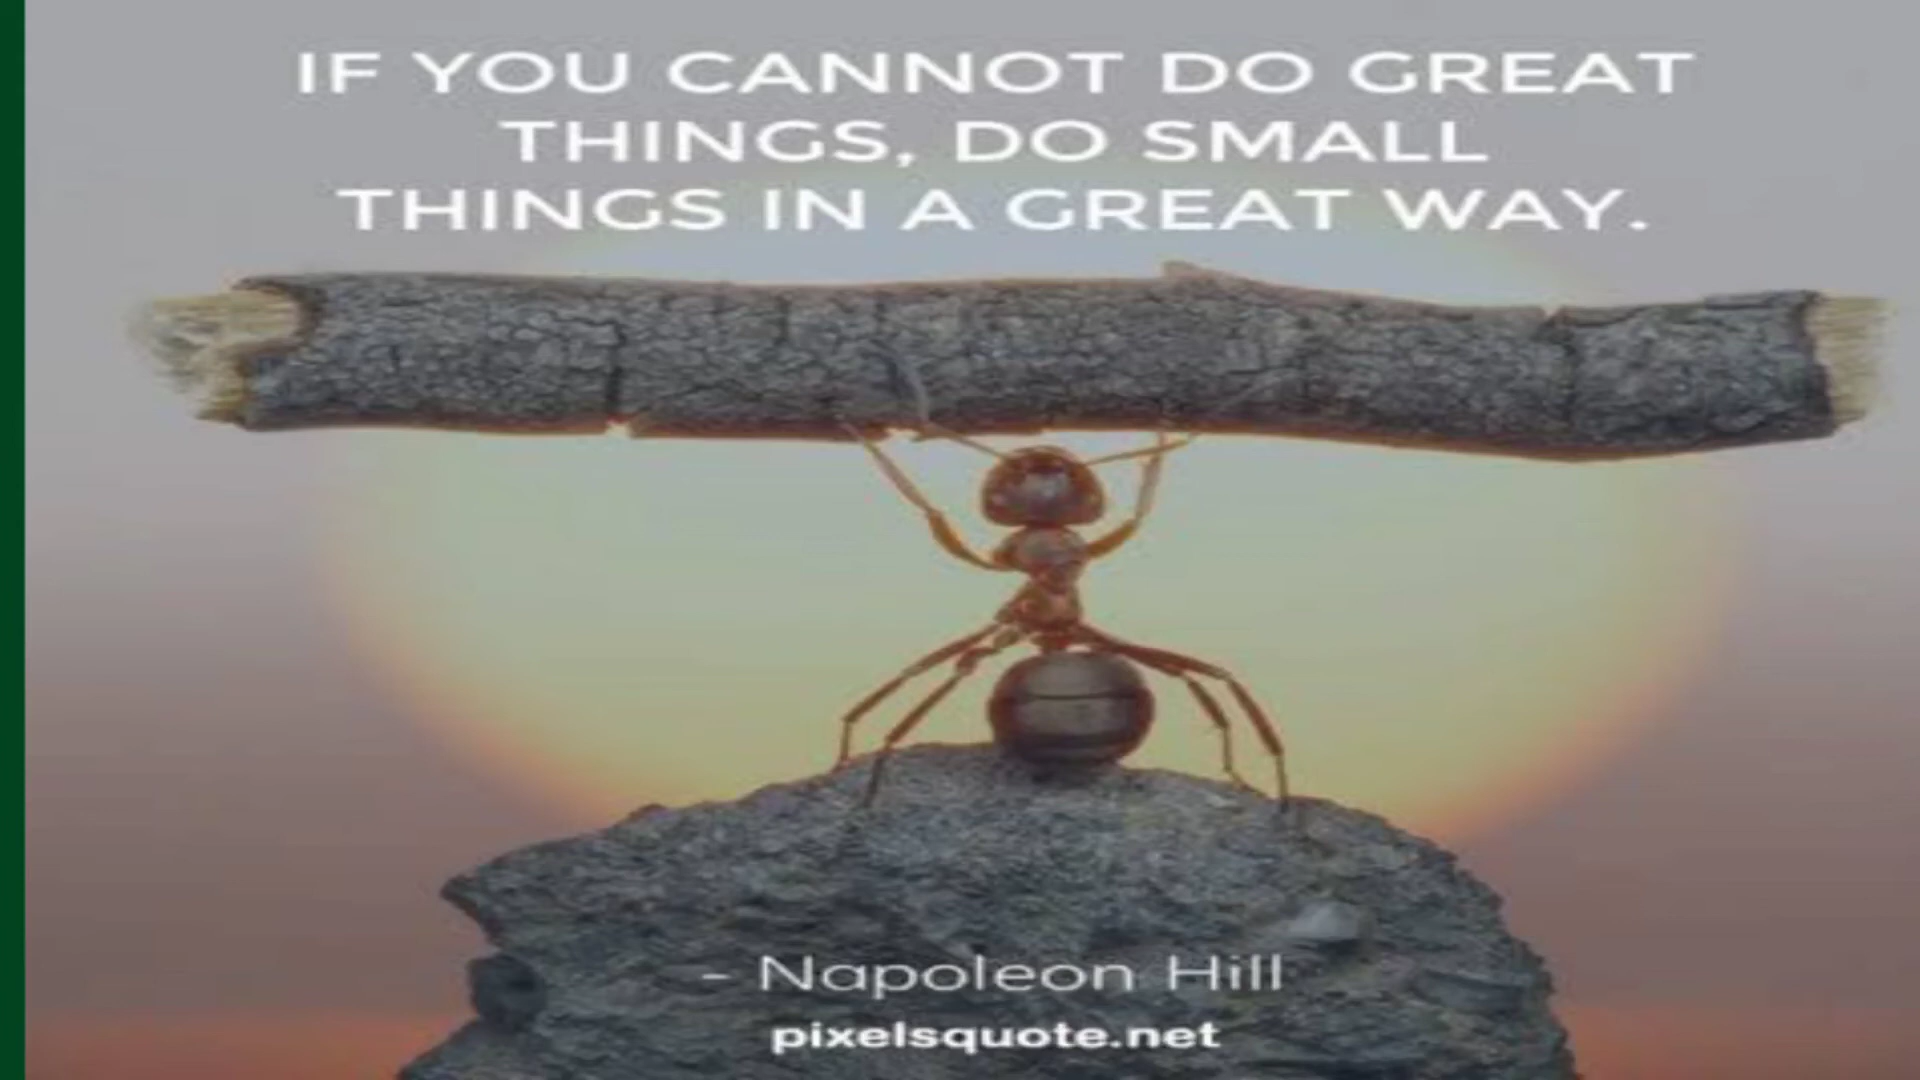 IF YOU CANNOT DO GREAT
THINGS, DO SMALL
THINGS IN A GREAT WAY.
- Napoleon Hill
pixelsquote.net